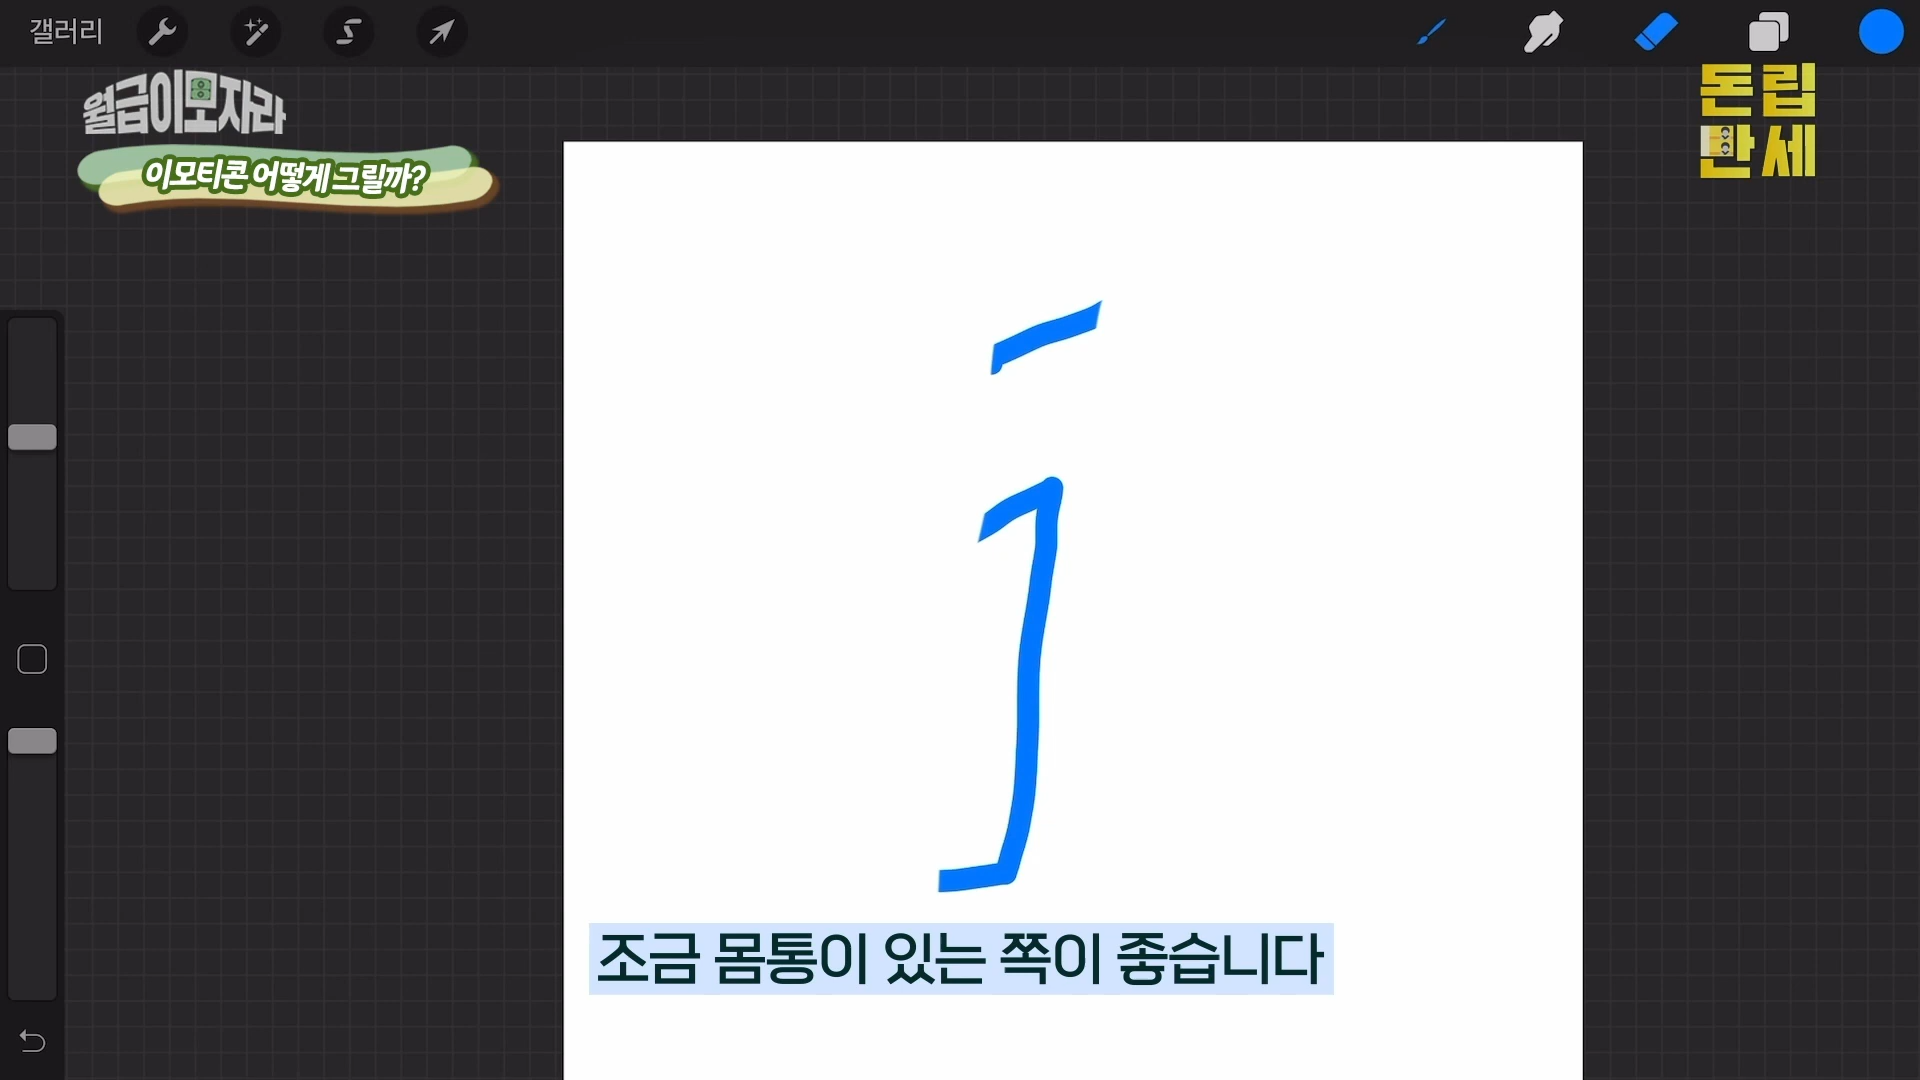 갤러리
월급이모자라
이모티콘 어떻게 그릴까?
돈립
만세
조금 몸통이 있는 쪽이 좋습니다